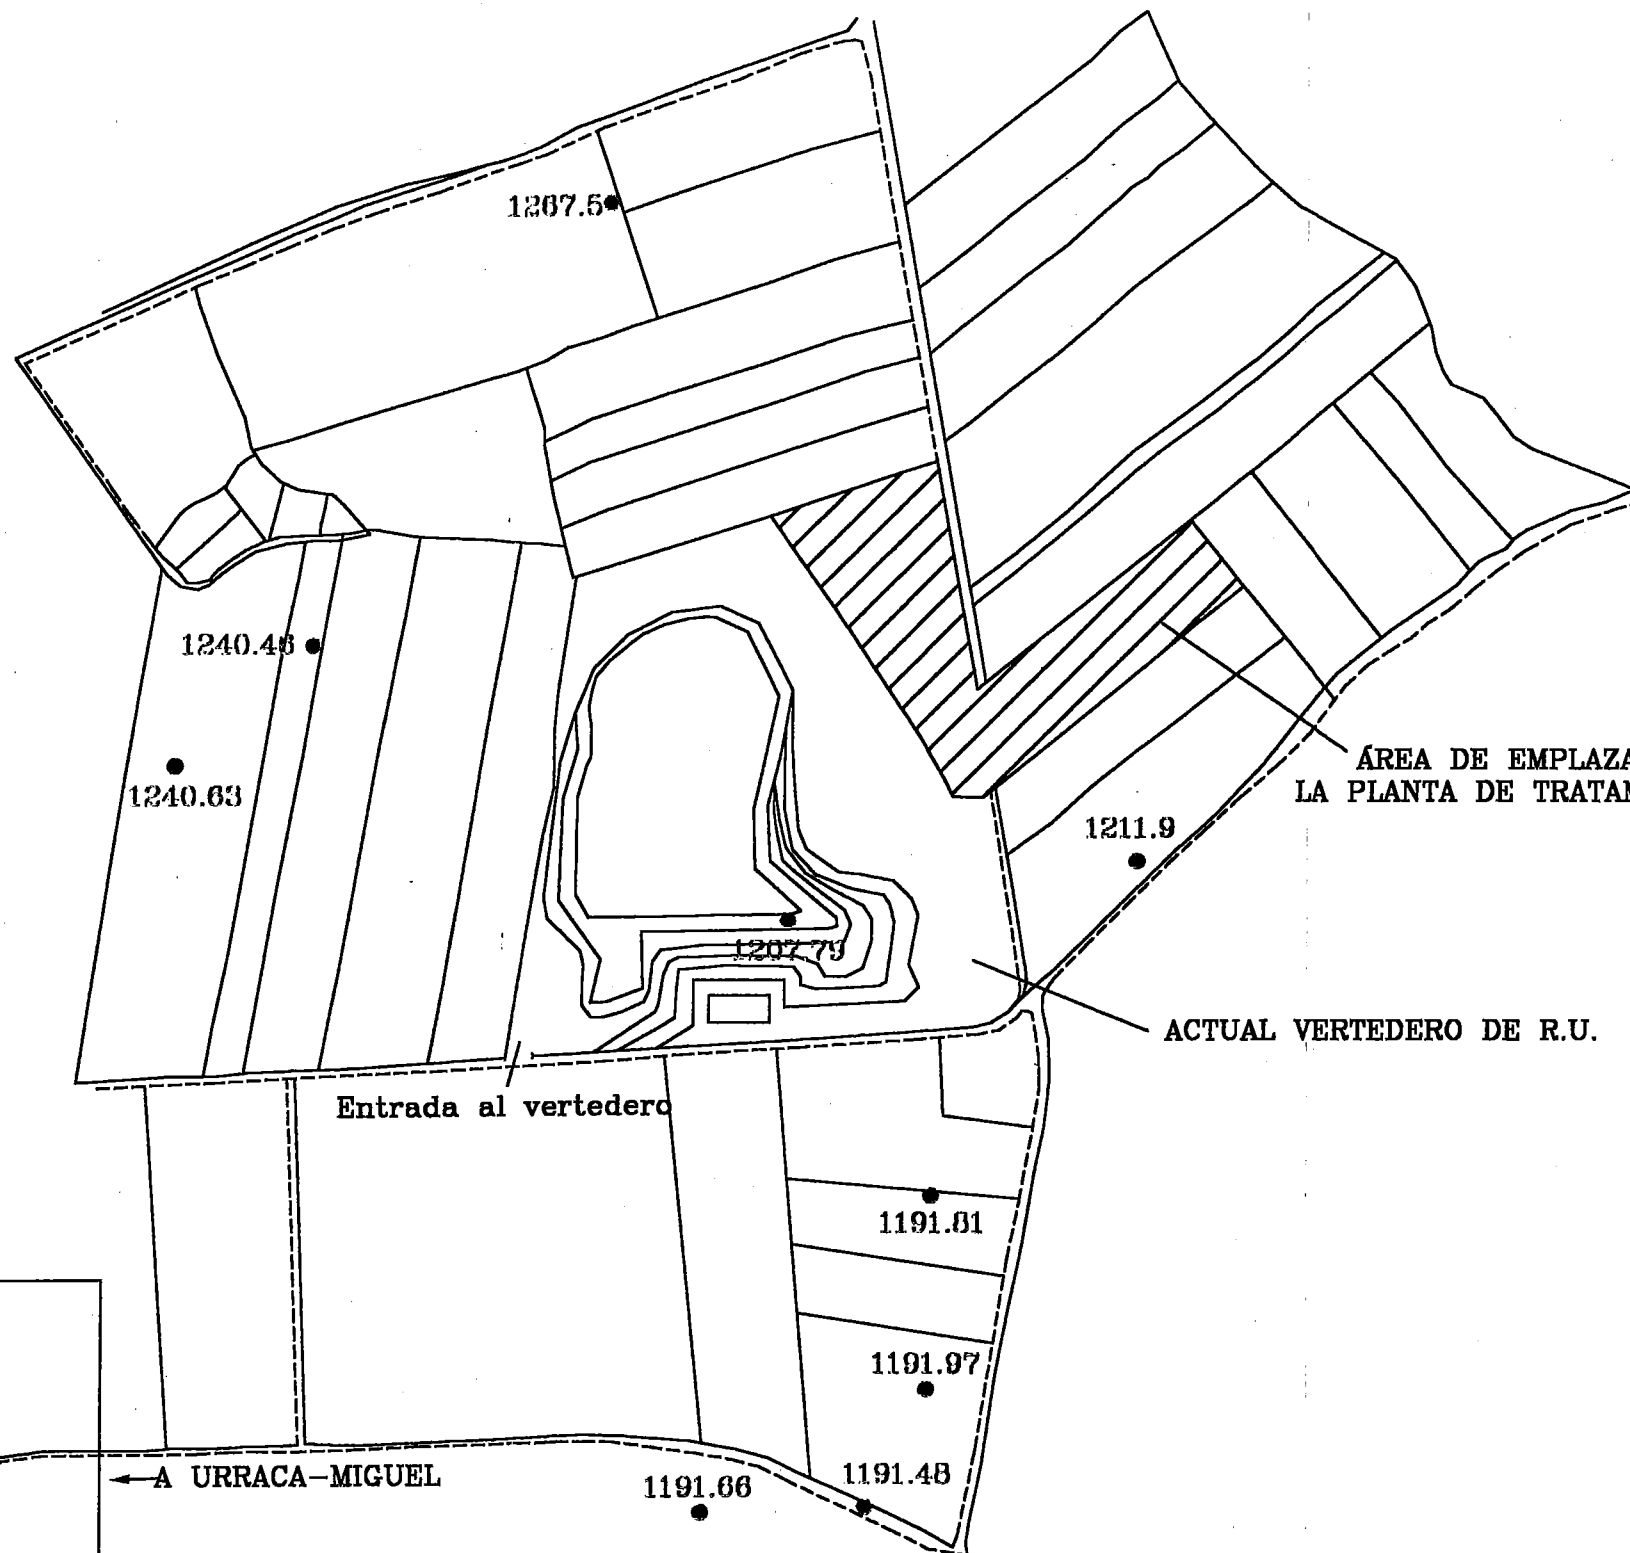 1267.5
1240.46
1240.63
ÁREA DE EMPLAZA
LA PLANTA DE TRATAM
1211.9
1207.79
ACTUAL VERTEDERO DE R.U.
Entrada al vertedero
1191.81
1191.97
A URRACA-MIGUEL
1191.66
1191.48